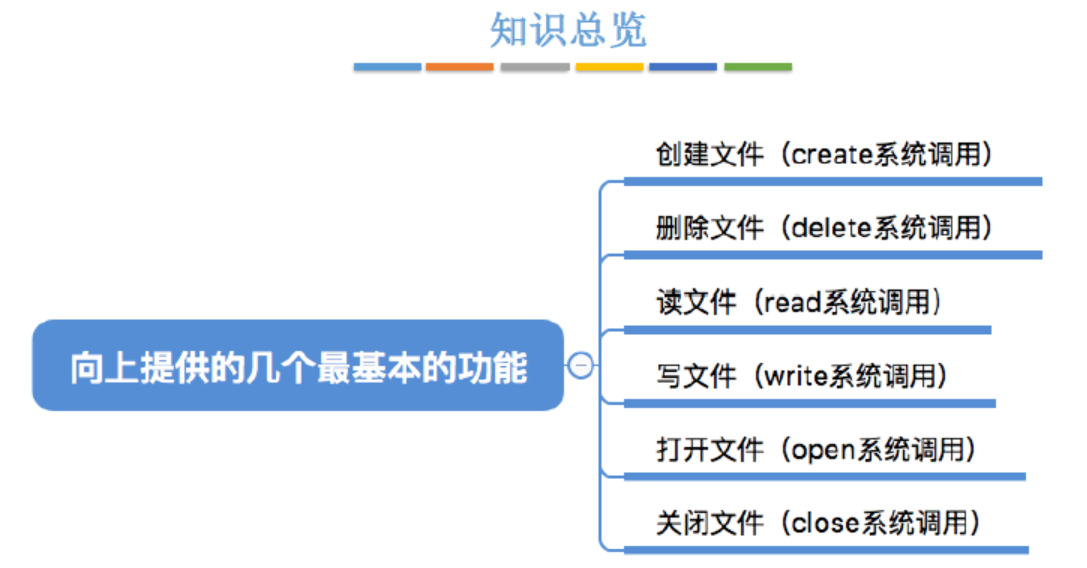 知识总览
创建文件（create系统调用）
删除文件（delete系统调用）
读文件（read系统调用）
向上提供的几个最基本的功能
写文件（write系统调用）
打开文件（open系统调用）
关闭文件（close系统调用）